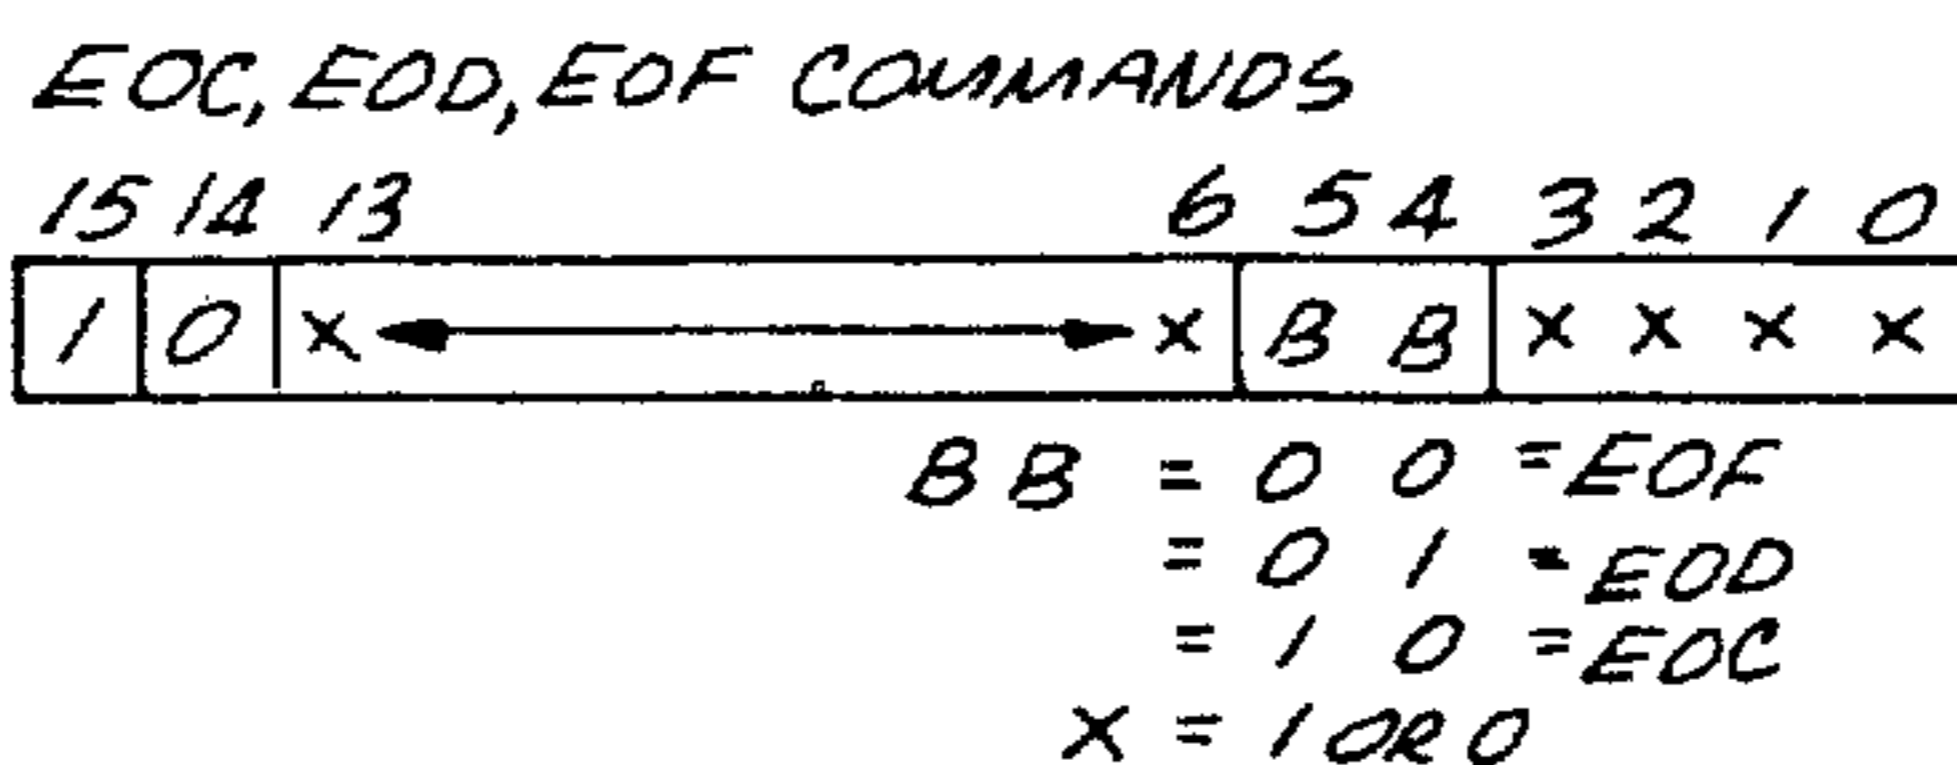 EOC, EOD, EOF COMMANDS
15 14 13 6 5 4 3 2 1 0
1 0 X X B B X X X X
B B = 0 0 = EOF
= 0 1 = EOD
= 1 0 = EOC
X = 1 OR 0